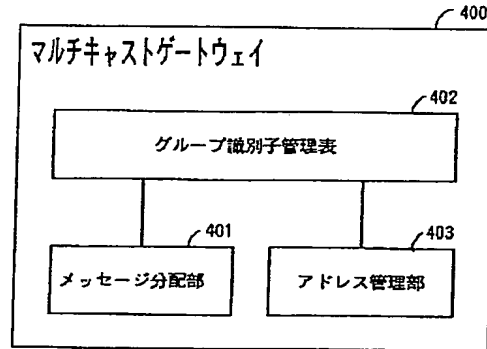 400
マルチキャストゲートウェイ
402
グループ識別子管理表
401
メッセージ分配部
403
アドレス管理部